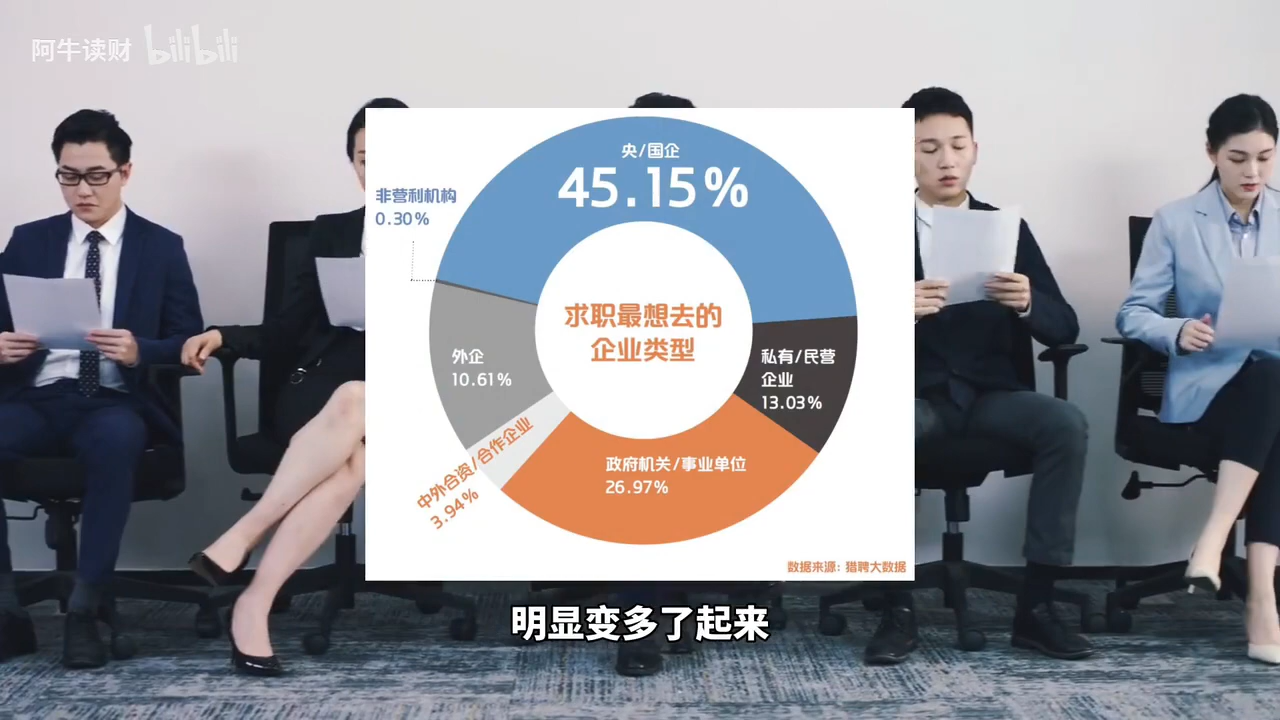 阿牛读财 bilibili
央/国企
45.15%
非营利机构
0.30%
求职最想去的
企业类型
外企
10.61%
私有/民营
企业
13.03%
中外合资/合作企业
3.94%
政府机关/事业单位
26.97%
数据来源：猎聘大数据
明显变多了起来